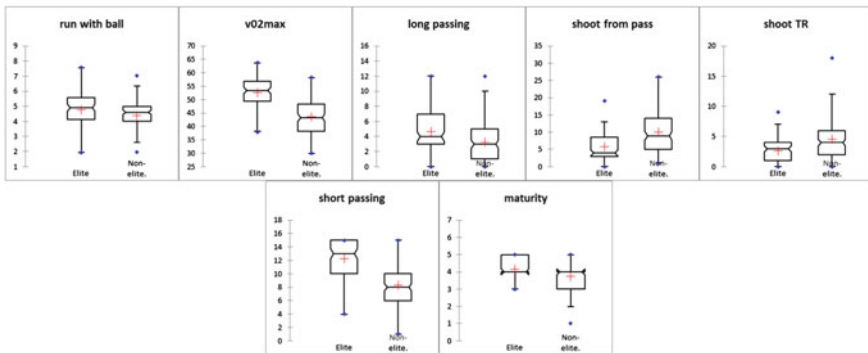 run with ball
9
8
7
6
5
4
3
2
1
Elite
Non-
elite.
v02max
70
65
60
55
50
45
40
35
30
25
Elite
Non-
elite.
long passing
16
14
12
10
8
6
4
2
0
Elite
Non-
elite.
shoot from pass
35
30
25
20
15
10
5
0
Elite
Non-
elite.
shoot TR
20
15
10
5
0
Elite
Non-
elite.
short passing
18
16
14
12
10
8
6
4
2
0
Elite
Non-
elite.
maturity
7
6
5
4
3
2
1
0
Elite
Non-
elite.